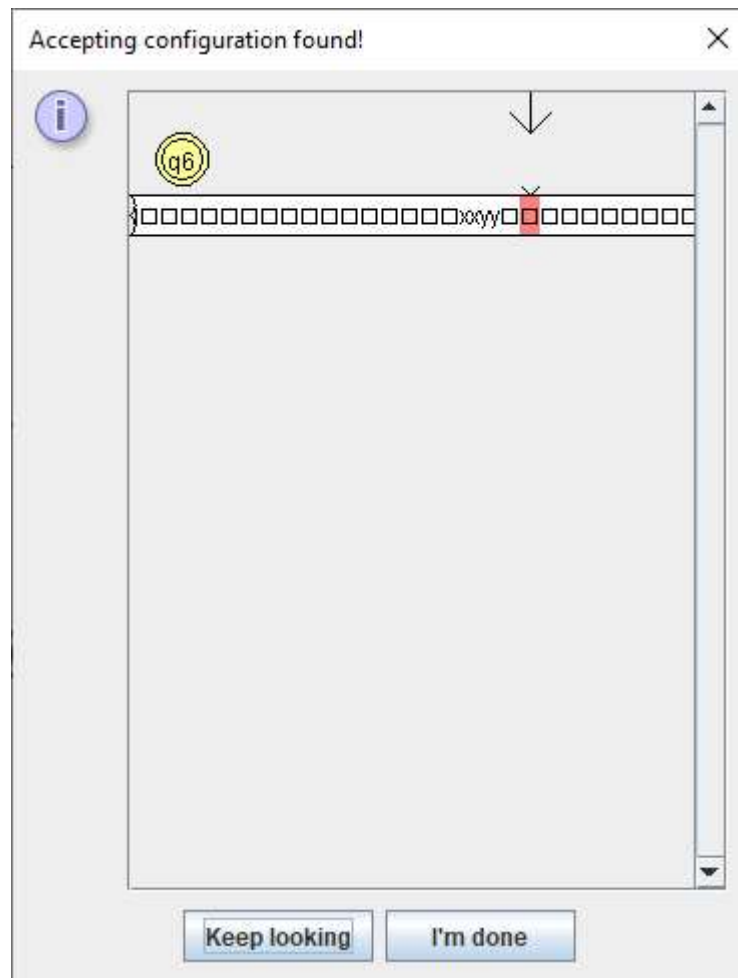 Accepting configuration found!
i
q6
□□□□□□□□□□□□□□□□xxyy□□□□□□□□□□
Keep looking I'm done